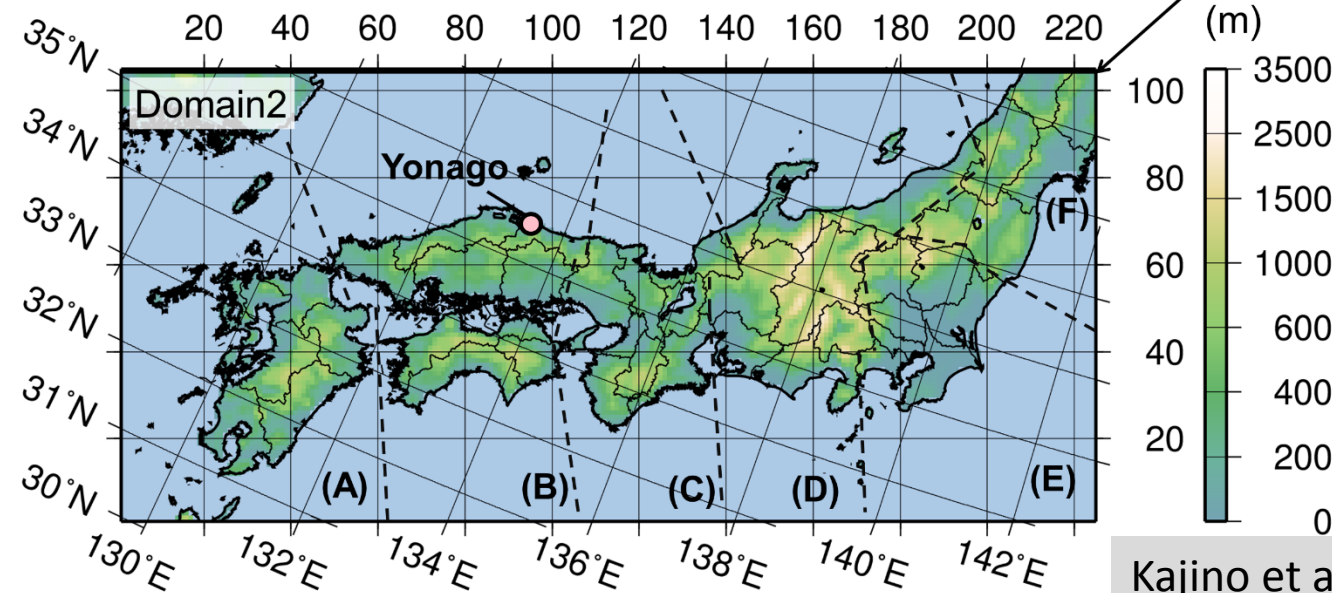 20 40 60 80 100 120 140 160 180 200 220
(m)
35°N
34°N
33°N
32°N
31°N
30°N
Domain2
Yonago
100
80
60
40
20
3500
2500
1500
1000
600
400
200
0
(F)
(A) (B) (C) (D) (E)
130°E 132°E 134°E 136°E 138°E 140°E 142°E
Kajino et a